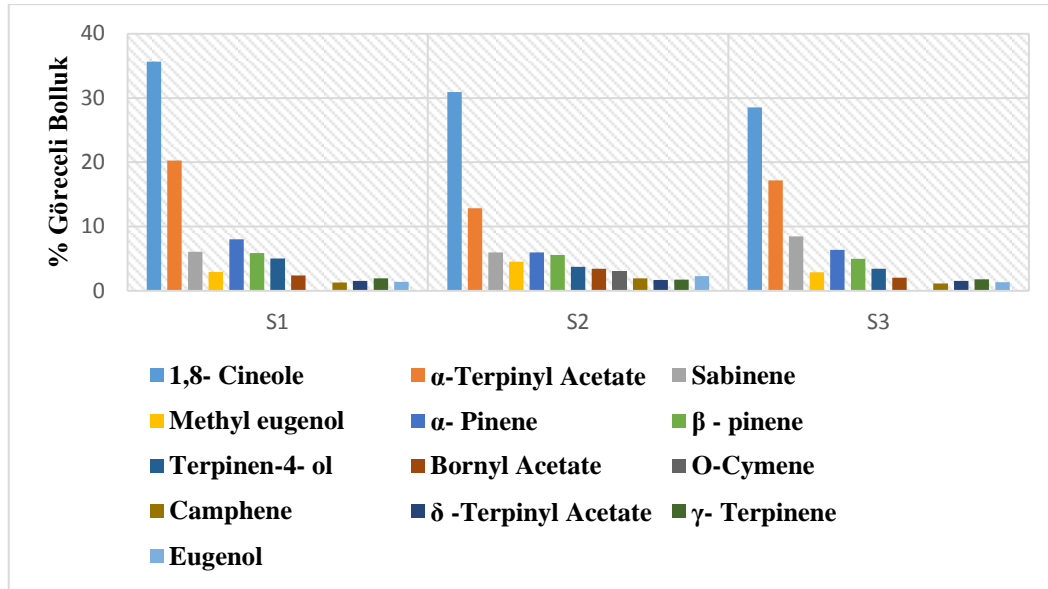 % Göreceli Bolluk
40
30
20
10
0
S1 S2 S3
1,8- Cineole α-Terpinyl Acetate Sabinene
Methyl eugenol α- Pinene β - pinene
Terpinen-4- ol Bornyl Acetate O-Cymene
Camphene δ -Terpinyl Acetate γ- Terpinene
Eugenol